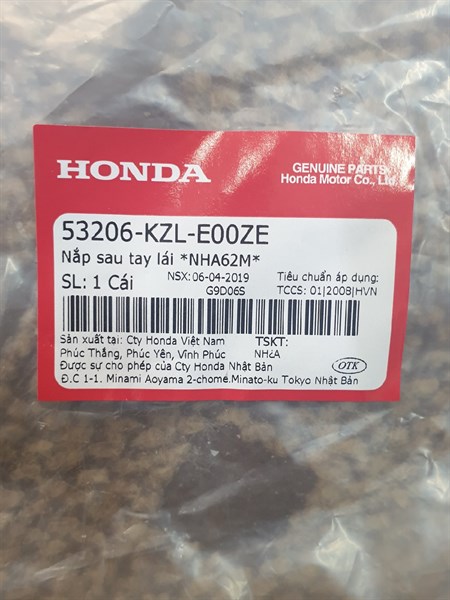 HONDA
GENUINE PARTS
Honda Motor Co., Ltd
53206-KZL-E00ZE
Nắp sau tay lái *NHA62M*
SL: 1 Cái
NSX: 06-04-2019
G9D06S
Tiêu chuẩn áp dụng:
TCCS: 01|2008|HVN
Sản xuất tại: Cty Honda Việt Nam
Phúc Thắng, Phúc Yên, Vĩnh Phúc
Được sự cho phép của Cty Honda Nhật Bản
Đ.C 1-1. Minami Aoyama 2-chome.Minato-ku Tokyo Nhật Bản
TSKT:
OTK